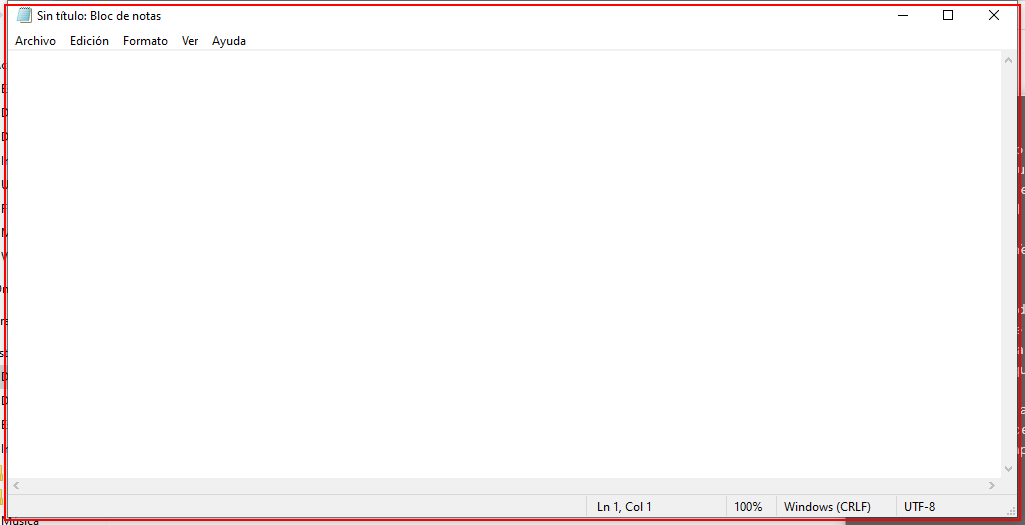 Sin título: Bloc de notas
Archivo Edición Formato Ver Ayuda
Ln 1, Col 1 100% Windows (CRLF) UTF-8
Música